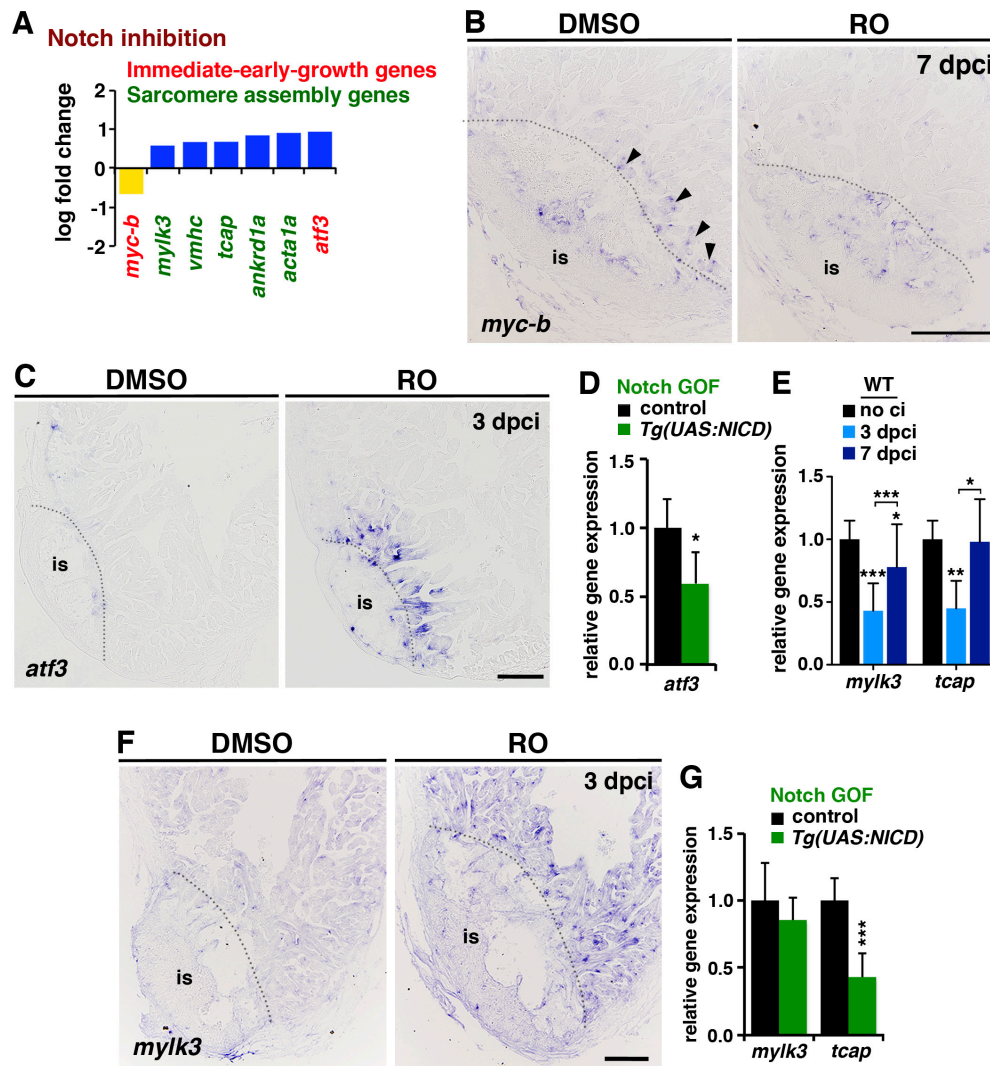 A
Notch inhibition
Immediate-early-growth genes
Sarcomere assembly genes
log fold change
2
1
0
-1
-2
myc-b
mylk3
vmhc
tcap
ankrd1a
acta1a
atf3
B
DMSO
RO
7 dpci
is
is
myc-b
C
DMSO
RO
3 dpci
is
is
atf3
D
Notch GOF
control
Tg(UAS:NICD)
relative gene expression
1.5
1.0
0.5
0.0
*
atf3
E
WT
no ci
3 dpci
7 dpci
relative gene expression
1.5
1.0
0.5
0.0
***
***
*
**
*
mylk3
tcap
F
DMSO
RO
3 dpci
is
is
mylk3
G
Notch GOF
control
Tg(UAS:NICD)
relative gene expression
1.5
1.0
0.5
0.0
***
mylk3
tcap